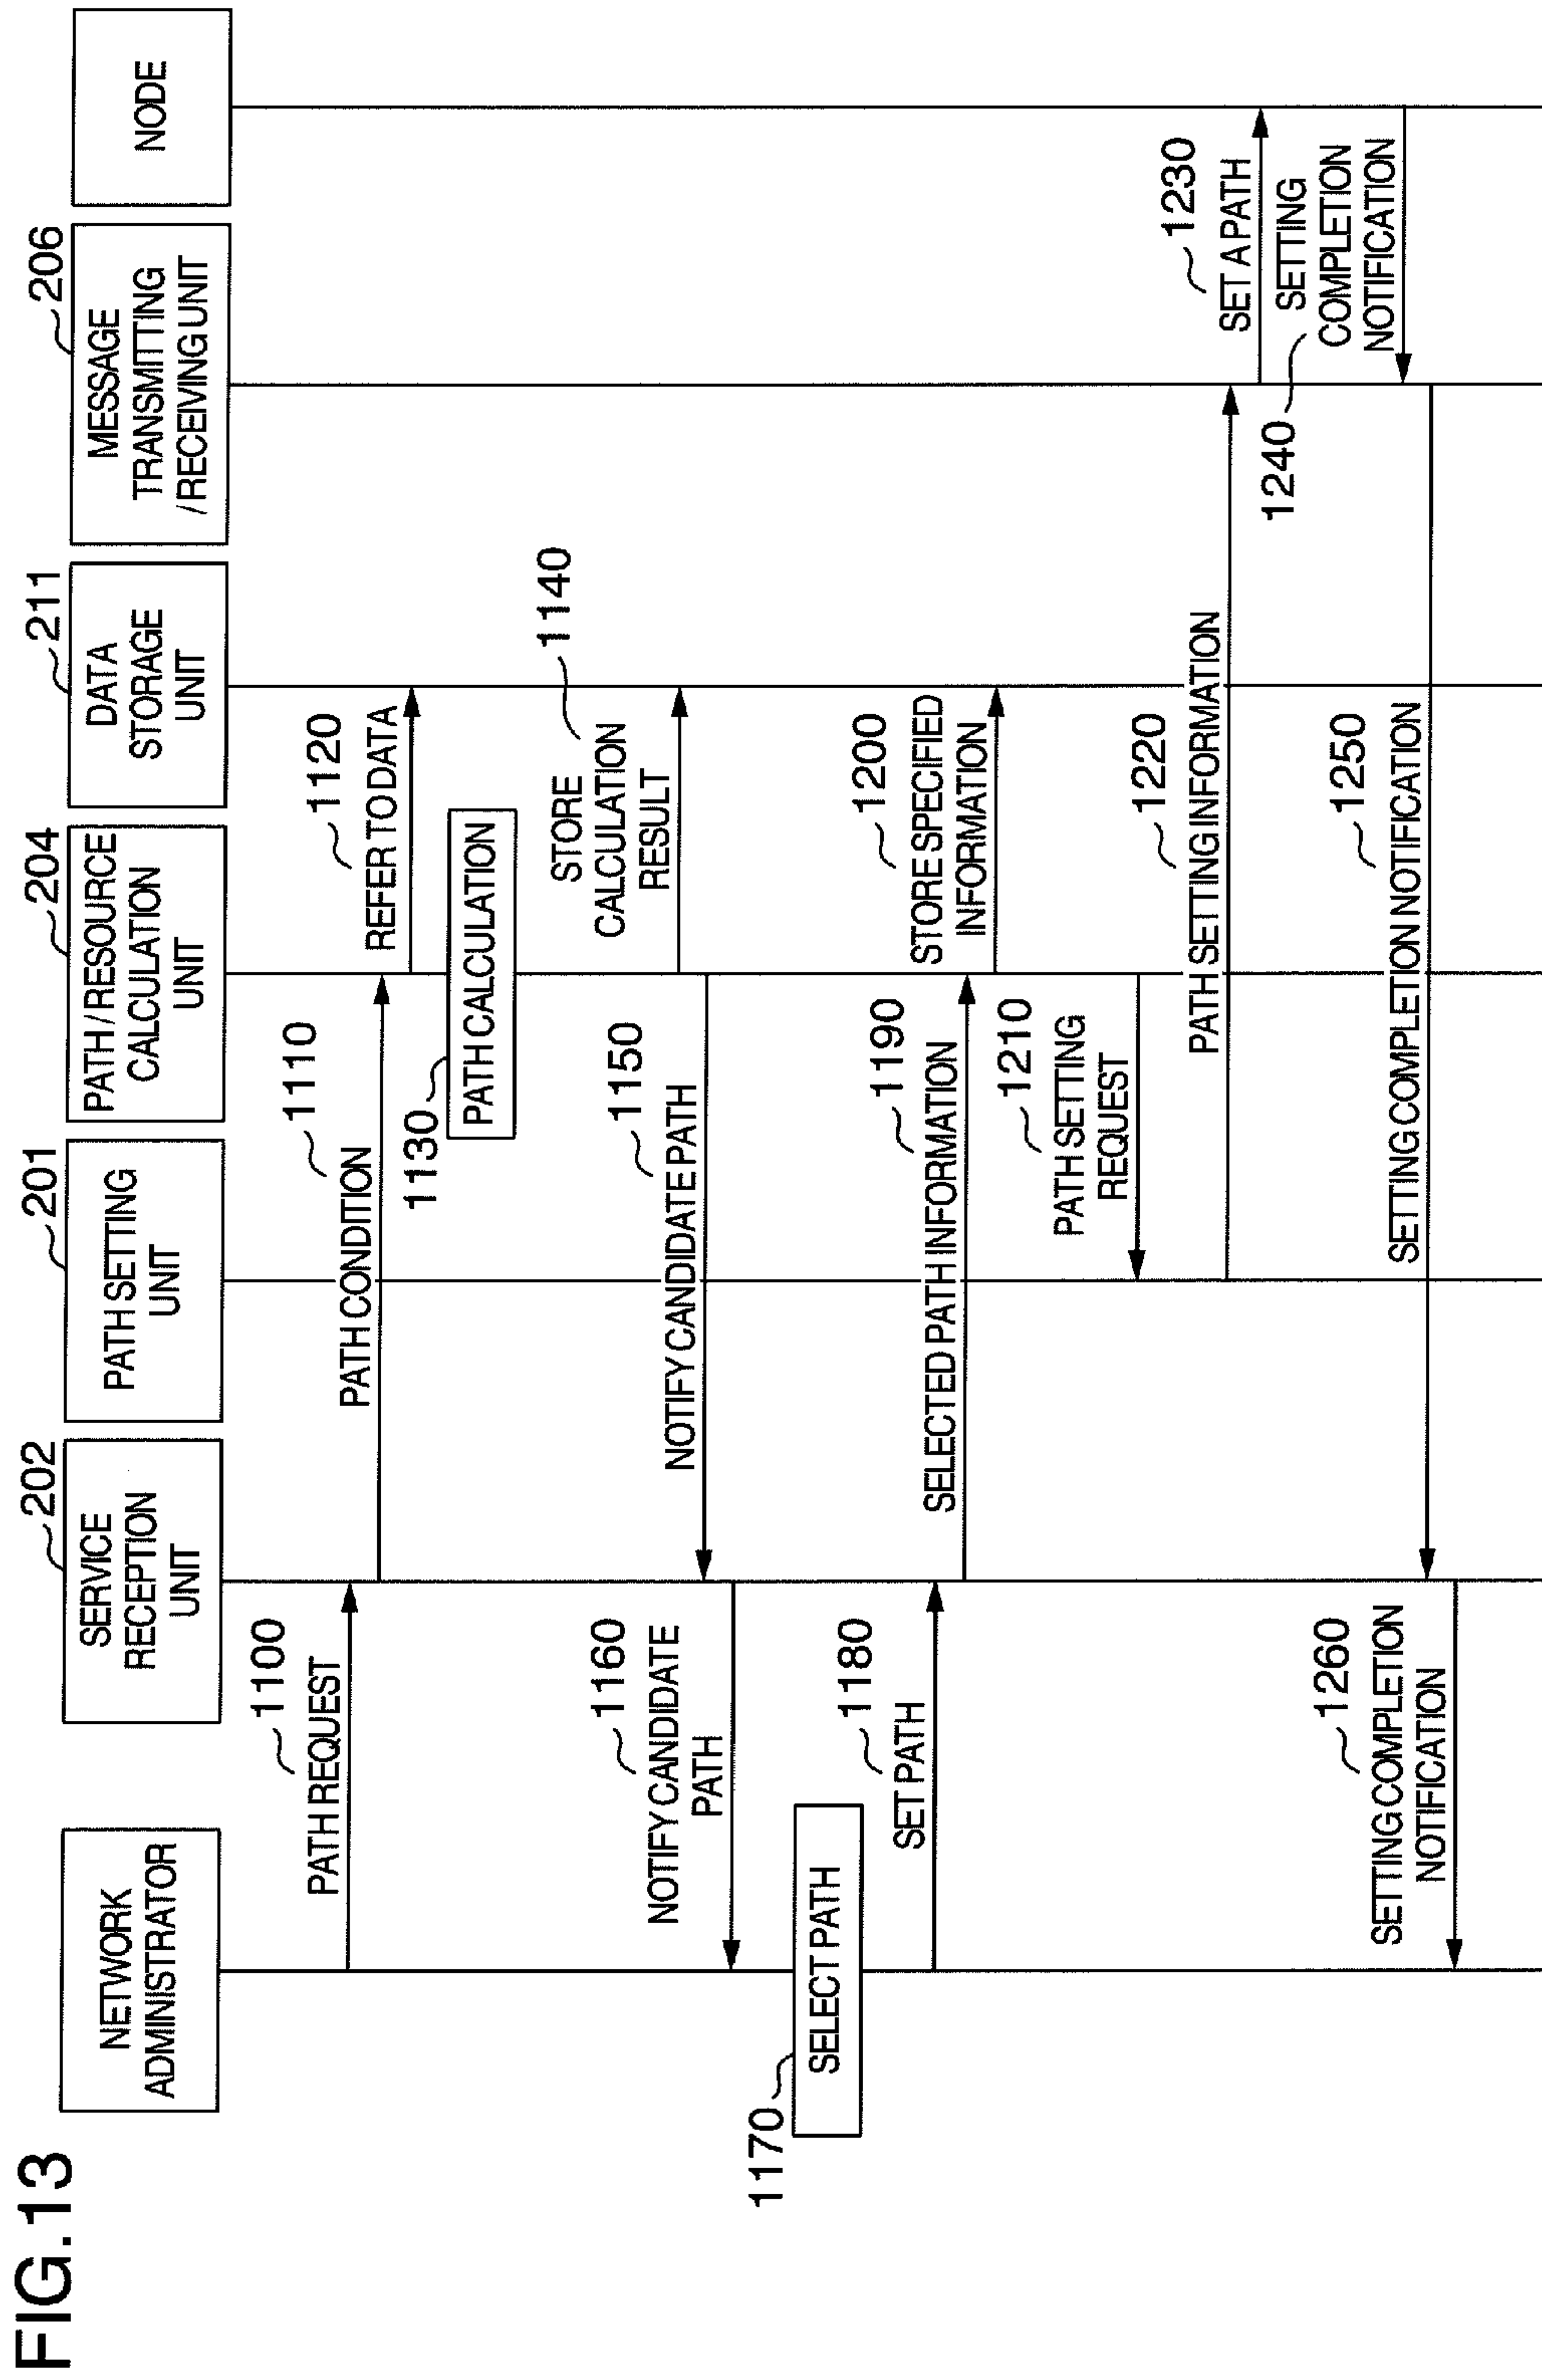 FIG.13
NETWORK
ADMINISTRATOR
202
SERVICE
RECEPTION
UNIT
201
PATH SETTING
UNIT
204
PATH/RESOURCE
CALCULATION
UNIT
211
DATA
STORAGE
UNIT
206
MESSAGE
TRANSMITTING
/RECEIVING UNIT
NODE
1100
PATH REQUEST
1110
PATH CONDITION
1120
REFER TO DATA
1130
PATH CALCULATION
1140
STORE
CALCULATION
RESULT
1150
NOTIFY CANDIDATE PATH
1160
NOTIFY CANDIDATE
PATH
1170
SELECT PATH
1180
SET PATH
1190
SELECTED PATH INFORMATION
1200
STORE SPECIFIED
INFORMATION
1210
PATH SETTING
REQUEST
1220
PATH SETTING INFORMATION
1230
SET A PATH
1240
SETTING
COMPLETION
NOTIFICATION
1250
SETTING COMPLETION NOTIFICATION
1260
SETTING COMPLETION
NOTIFICATION